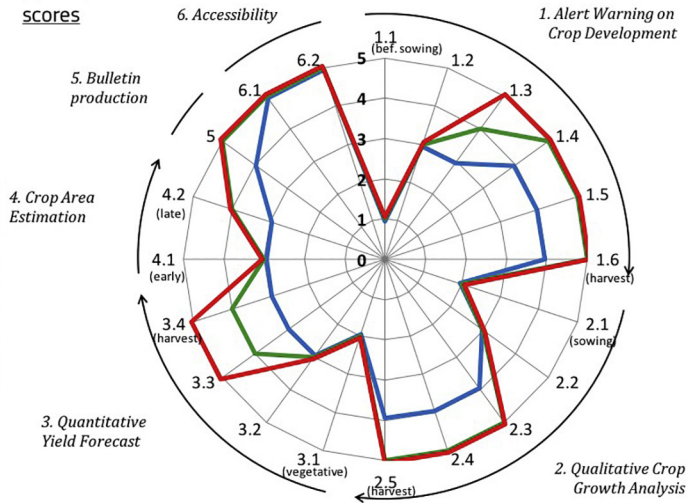 scores
6. Accessibility
1. Alert Warning on
Crop Development
1.1
(bef. sowing)
1.2
1.3
1.4
1.5
1.6
(harvest)
2.1
(sowing)
2.2
2.3
2.4
2.5
(harvest)
2. Qualitative Crop
Growth Analysis
3.1
(vegetative)
3.2
3.3
3.4
(harvest)
3. Quantitative
Yield Forecast
4.1
(early)
4.2
(late)
4. Crop Area
Estimation
5
5. Bulletin
production
6.1
6.2
5
4
3
2
1
0